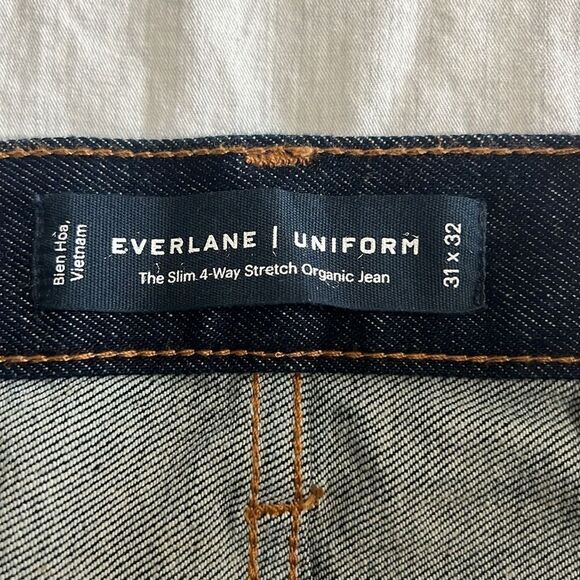 Bien Hòa,
Vietnam
EVERLANE | UNIFORM
The Slim 4-Way Stretch Organic Jean
31 x 32